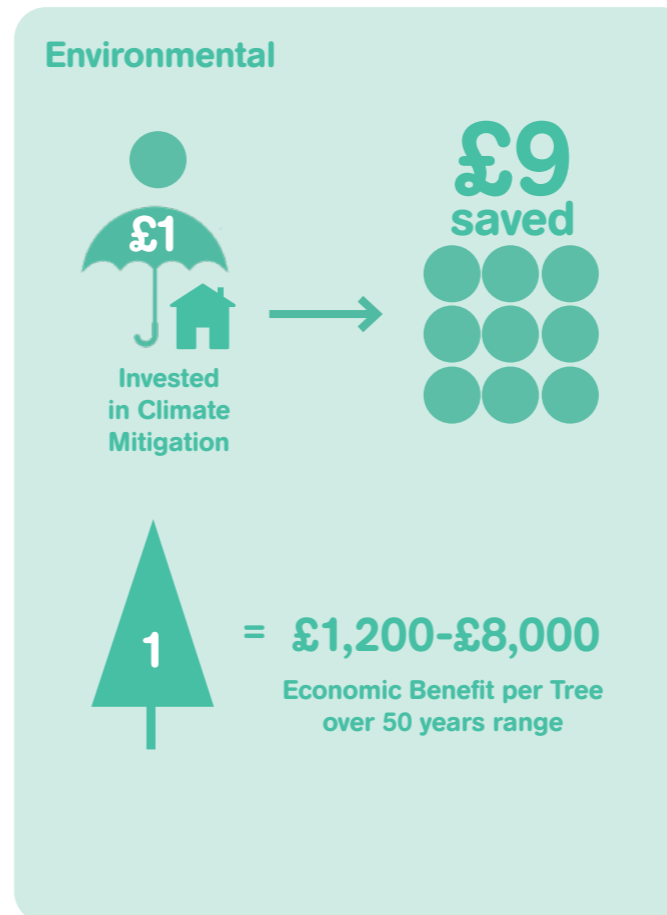 Environmental
£1
£9
saved
Invested
in Climate
Mitigation
1
= £1,200-£8,000
Economic Benefit per Tree
over 50 years range